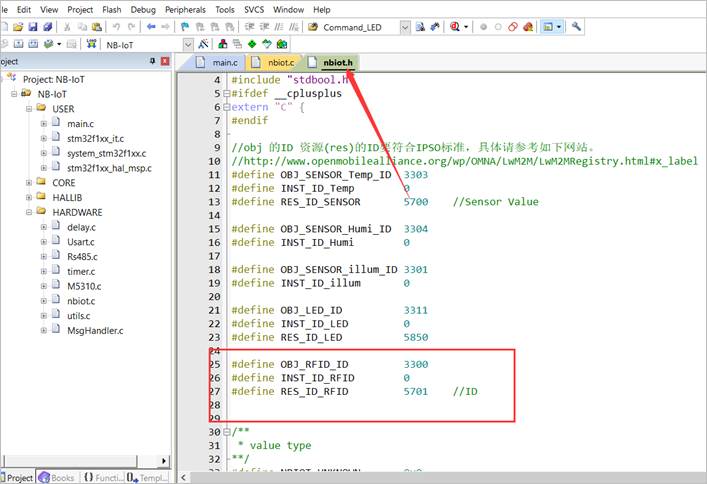 le Edit View Project Flash Debug Peripherals Tools SVCS Window Help
Command_LED
NB-IoT
oject
main.c nbiot.c nbiot.h
Project: NB-IoT
NB-IoT
USER
main.c
stm32f1xx_it.c
system_stm32f1xx.c
stm32f1xx_hal_msp.c
CORE
HALLIB
HARDWARE
delay.c
Usart.c
Rs485.c
timer.c
M5310.c
nbiot.c
utils.c
MsgHandler.c
Project Books Functi... Templ...
4 #include "stdbool.h
5 #ifdef __cplusplus
6 extern "C" {
7 #endif
8
9 //obj 的ID 资源(res)的ID要符合IPSO标准，具体请参考如下网站。
10 //http://www.openmobilealliance.org/wp/OMNA/LwM2M/LwM2MRegistry.html#x_label
11 #define OBJ_SENSOR_Temp_ID 3303
12 #define INST_ID_Temp 0
13 #define RES_ID_SENSOR 5700 //Sensor Value
14
15 #define OBJ_SENSOR_Humi_ID 3304
16 #define INST_ID_Humi 0
17
18 #define OBJ_SENSOR_illum_ID 3301
19 #define INST_ID_illum 0
20
21 #define OBJ_LED_ID 3311
22 #define INST_ID_LED 0
23 #define RES_ID_LED 5850
24
25 #define OBJ_RFID_ID 3300
26 #define INST_ID_RFID 0
27 #define RES_ID_RFID 5701 //ID
28
29
30 /**
31 * value type
32 **/